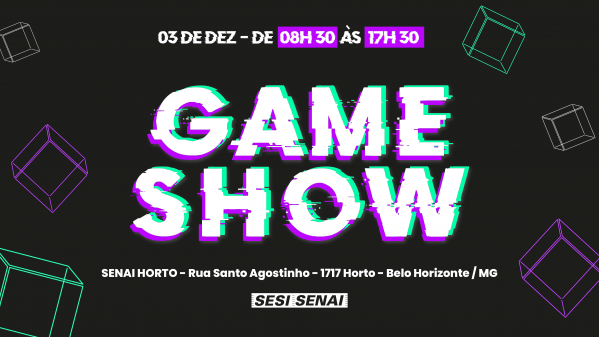 03 DE DEZ - DE 08H 30 ÀS 17H 30
GAME
SHOW
SENAI HORTO - Rua Santo Agostinho - 1717 Horto - Belo Horizonte / MG
SESI SENAI